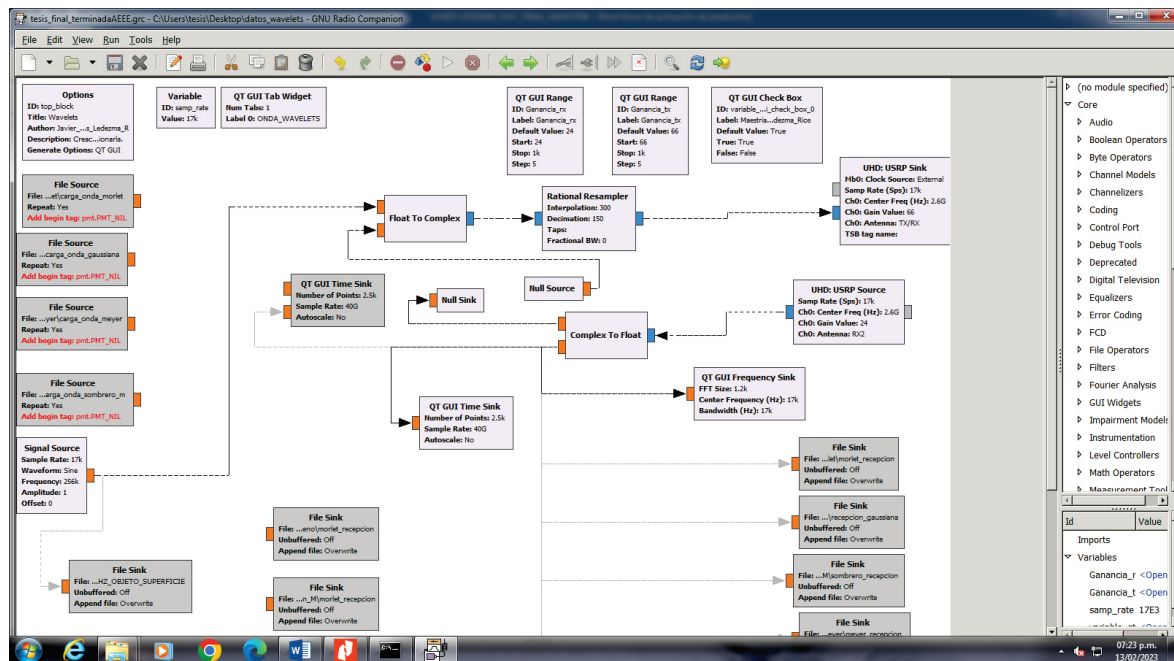 tesis_final_terminadaAEEE.grc - C:\Users\tesis\Desktop\datos_wavelets - GNU Radio Companion
File Edit View Run Tools Help
Options
ID: top_block
Title: Wavelets
Author: Javier_...a_Ledezma_R
Description: Creac...ionarla.
Generate Options: QT GUI
Variable
ID: samp_rate
Value: 17k
QT GUI Tab Widget
Num Tabs: 1
Label 0: ONDA_WAVELETS
QT GUI Range
ID: Ganancia_rx
Label: Ganancia_rx
Default Value: 24
Start: 24
Stop: 1k
Step: 5
QT GUI Range
ID: Ganancia_tx
Label: Ganancia_tx
Default Value: 66
Start: 66
Stop: 1k
Step: 5
QT GUI Check Box
ID: variable_...i_check_box_0
Label: Maestria...dezma_Rios
Default Value: True
True: True
False: False
File Source
File: ...et\carga_onda_morlet
Repeat: Yes
Add begin tag: pmt.PMT_NIL
File Source
File: ...carga_onda_gaussiana
Repeat: Yes
Add begin tag: pmt.PMT_NIL
File Source
File: ...yer\carga_onda_meyer
Repeat: Yes
Add begin tag: pmt.PMT_NIL
File Source
File: ...arga_onda_sombrero_m
Repeat: Yes
Add begin tag: pmt.PMT_NIL
Signal Source
Sample Rate: 17k
Waveform: Sine
Frequency: 256k
Amplitude: 1
Offset: 0
File Sink
File: ...HZ_OBJETO_SUPERFICIE
Unbuffered: Off
Append file: Overwrite
Float To Complex
Rational Resampler
Interpolation: 300
Decimation: 150
Taps:
Fractional BW: 0
UHD: USRP Sink
Mb0: Clock Source: External
Samp Rate (Sps): 17k
Ch0: Center Freq (Hz): 2.6G
Ch0: Gain Value: 66
Ch0: Antenna: TX/RX
TSB tag name:
QT GUI Time Sink
Number of Points: 2.5k
Sample Rate: 40G
Autoscale: No
Null Sink
Null Source
Complex To Float
UHD: USRP Source
Samp Rate (Sps): 17k
Ch0: Center Freq (Hz): 2.6G
Ch0: Gain Value: 24
Ch0: Antenna: RX2
QT GUI Time Sink
Number of Points: 2.5k
Sample Rate: 40G
Autoscale: No
QT GUI Frequency Sink
FFT Size: 1.2k
Center Frequency (Hz): 17k
Bandwidth (Hz): 17k
File Sink
File: ...let\morlet_recepcion
Unbuffered: Off
Append file: Overwrite
File Sink
File: ...\recepcion_gaussiana
Unbuffered: Off
Append file: Overwrite
File Sink
File: ...M\sombrero_recepcion
Unbuffered: Off
Append file: Overwrite
File Sink
File: ...eyer\meyer_recepcion
File Sink
File: ...eno\morlet_recepcion
Unbuffered: Off
Append file: Overwrite
File Sink
File: ...n_M\morlet_recepcion
Unbuffered: Off
Append file: Overwrite
(no module specified)
Core
Audio
Boolean Operators
Byte Operators
Channel Models
Channelizers
Coding
Control Port
Debug Tools
Deprecated
Digital Television
Equalizers
Error Coding
FCD
File Operators
Filters
Fourier Analysis
GUI Widgets
Impairment Models
Instrumentation
Level Controllers
Math Operators
Measurement Tool
Id Value
Imports
Variables
Ganancia_r <Open
Ganancia_t <Open
samp_rate 17E3
07:23 p.m.
13/02/2023